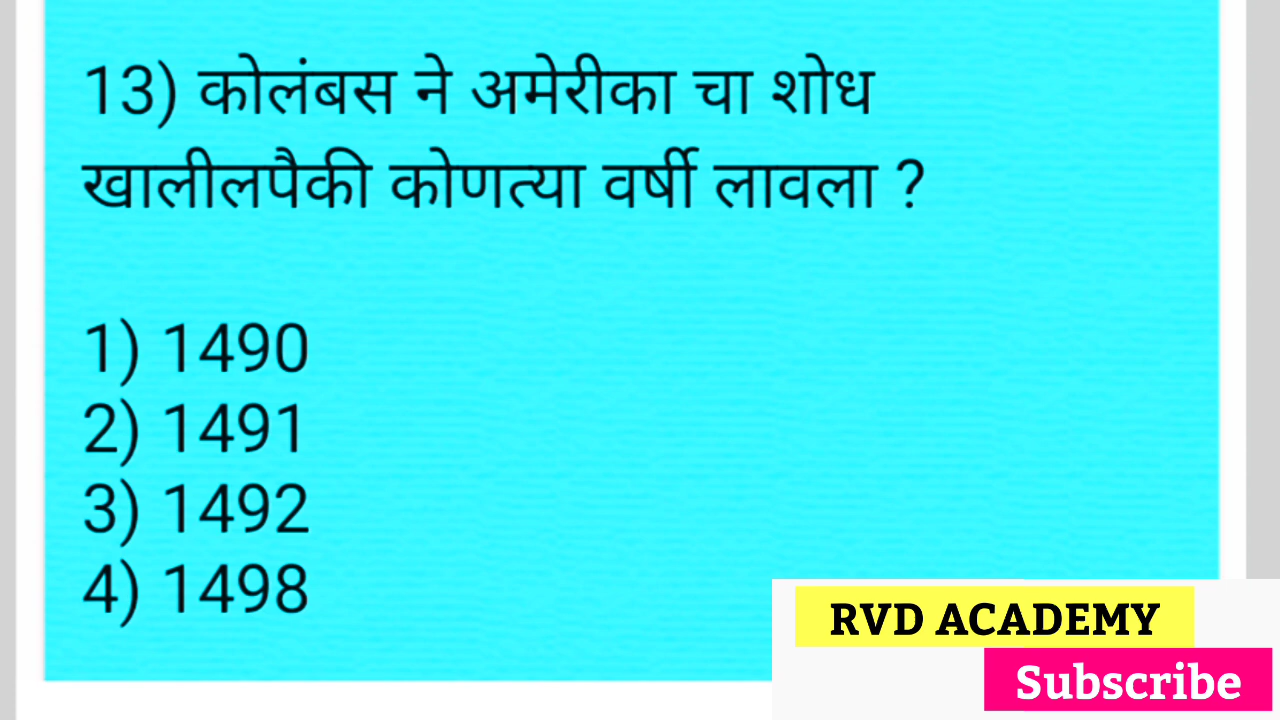 13) कोलंबस ने अमेरीका चा शोध
खालीलपैकी कोणत्या वर्षी लावला ?
1) 1490
2) 1491
3) 1492
4) 1498
RVD ACADEMY
Subscribe